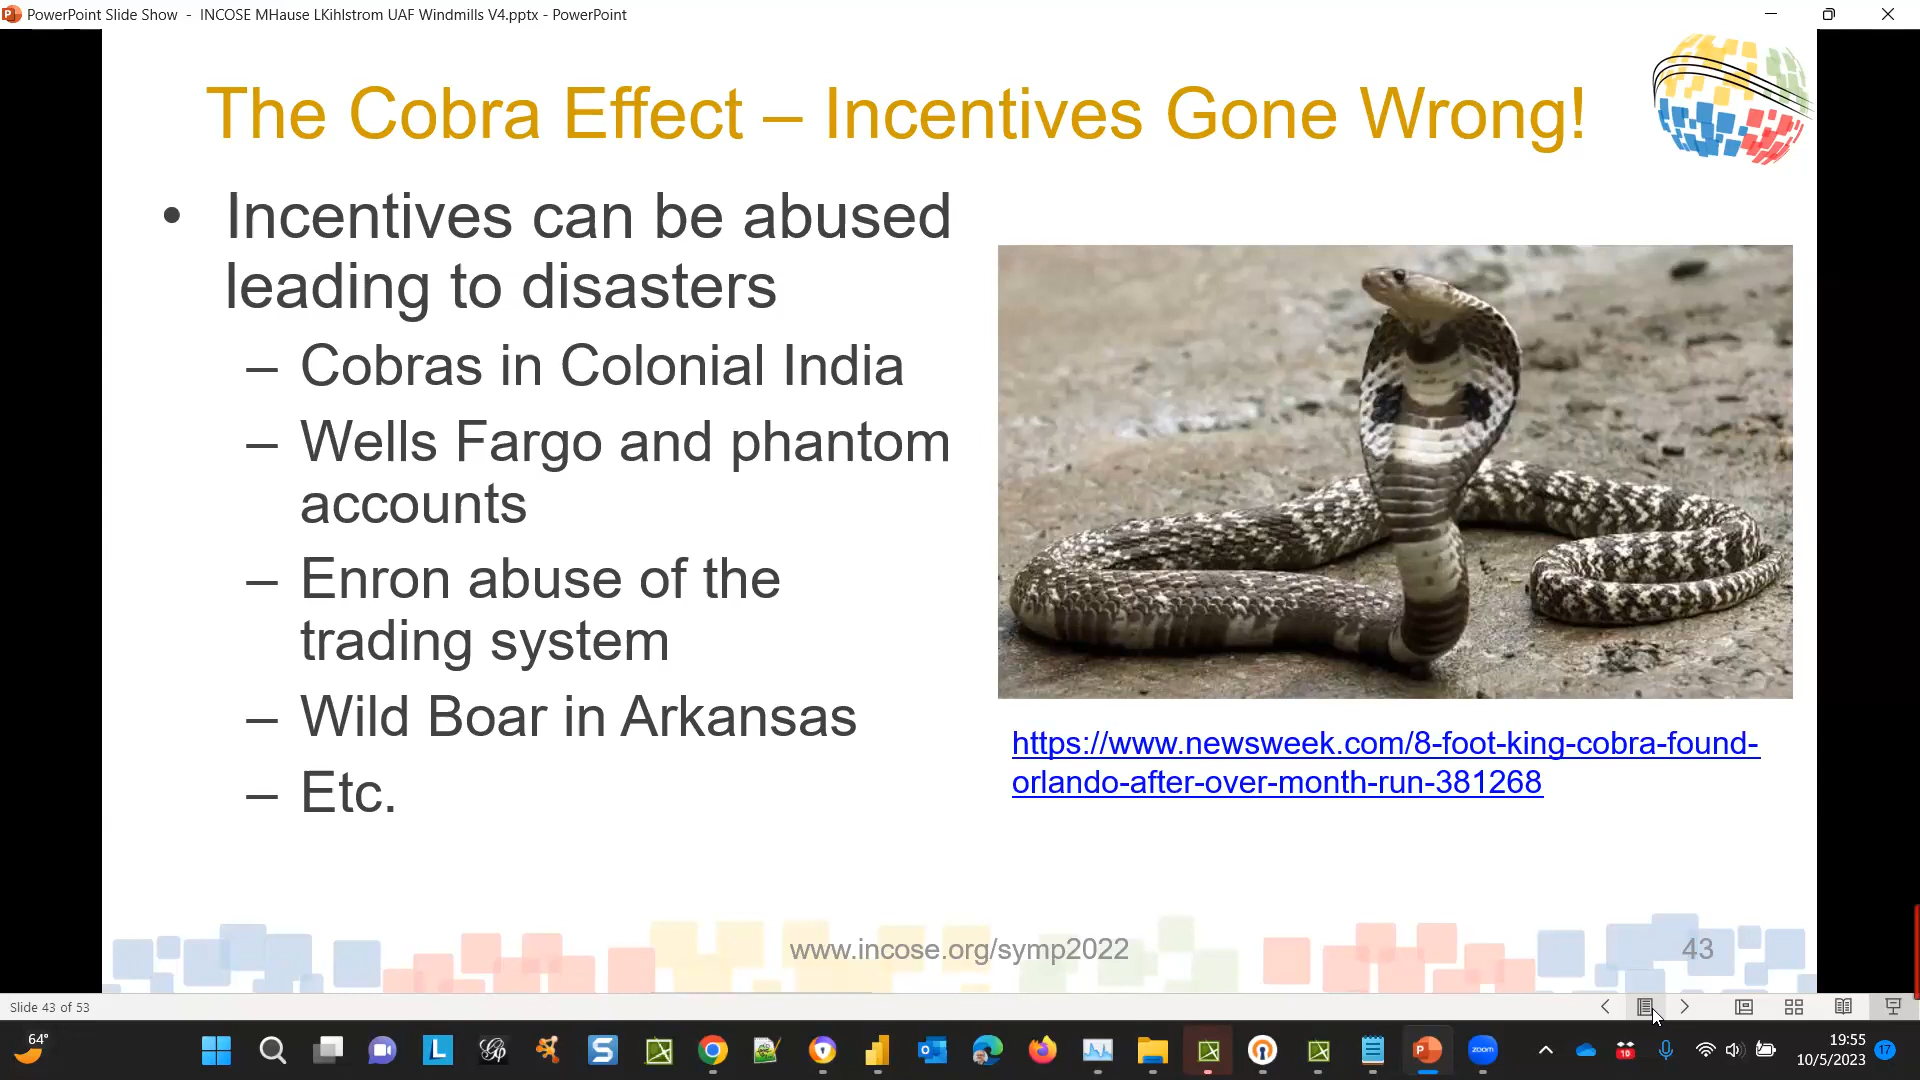 PowerPoint Slide Show - INCOSE MHause LKihlstrom UAF Windmills V4.pptx - PowerPoint
The Cobra Effect – Incentives Gone Wrong!
• Incentives can be abused
leading to disasters
– Cobras in Colonial India
– Wells Fargo and phantom
accounts
– Enron abuse of the
trading system
– Wild Boar in Arkansas
– Etc.
https://www.newsweek.com/8-foot-king-cobra-found-
orlando-after-over-month-run-381268
www.incose.org/symp2022
43
Slide 43 of 53
64°
L
S
zoom
10
19:55
10/5/2023
17